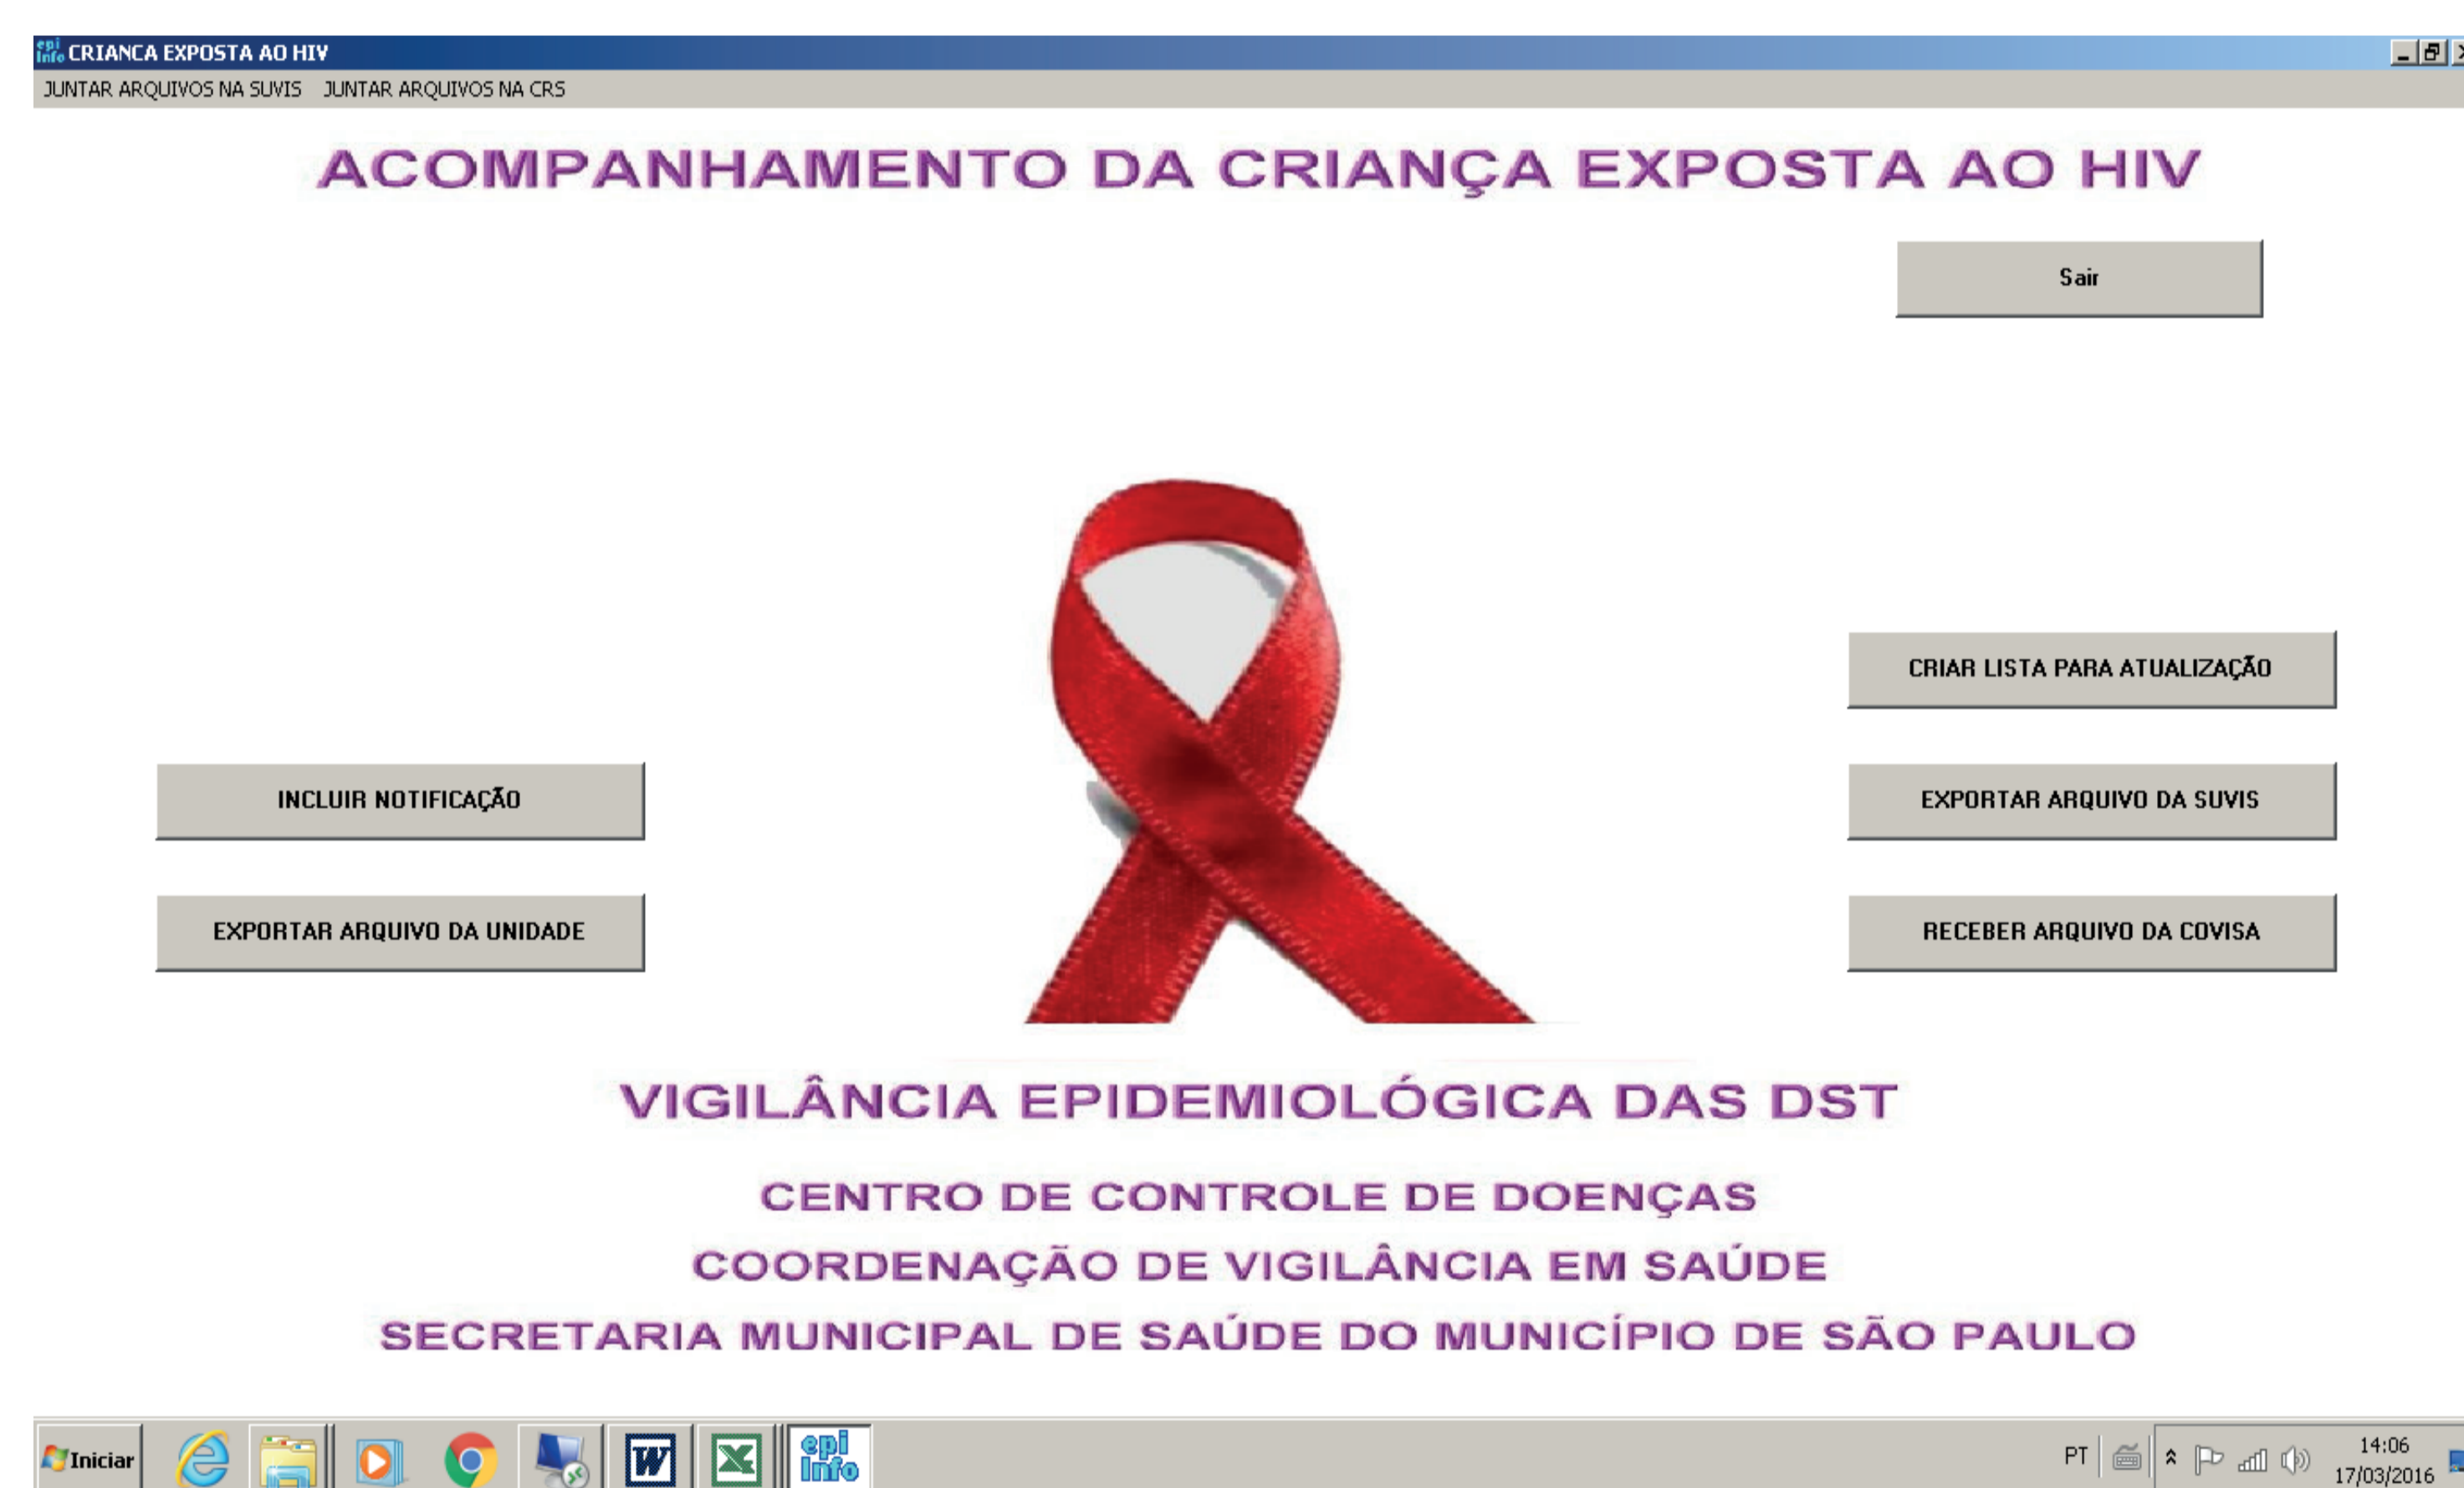 epi info CRIANCA EXPOSTA AO HIV
JUNTAR ARQUIVOS NA SUVIS JUNTAR ARQUIVOS NA CRS
ACOMPANHAMENTO DA CRIANÇA EXPOSTA AO HIV
Sair
CRIAR LISTA PARA ATUALIZAÇÃO
INCLUIR NOTIFICAÇÃO
EXPORTAR ARQUIVO DA SUVIS
EXPORTAR ARQUIVO DA UNIDADE
RECEBER ARQUIVO DA COVISA
VIGILÂNCIA EPIDEMIOLÓGICA DAS DST
CENTRO DE CONTROLE DE DOENÇAS
COORDENAÇÃO DE VIGILÂNCIA EM SAÚDE
SECRETARIA MUNICIPAL DE SAÚDE DO MUNICÍPIO DE SÃO PAULO
Iniciar
epi info
PT
14:06
17/03/2016